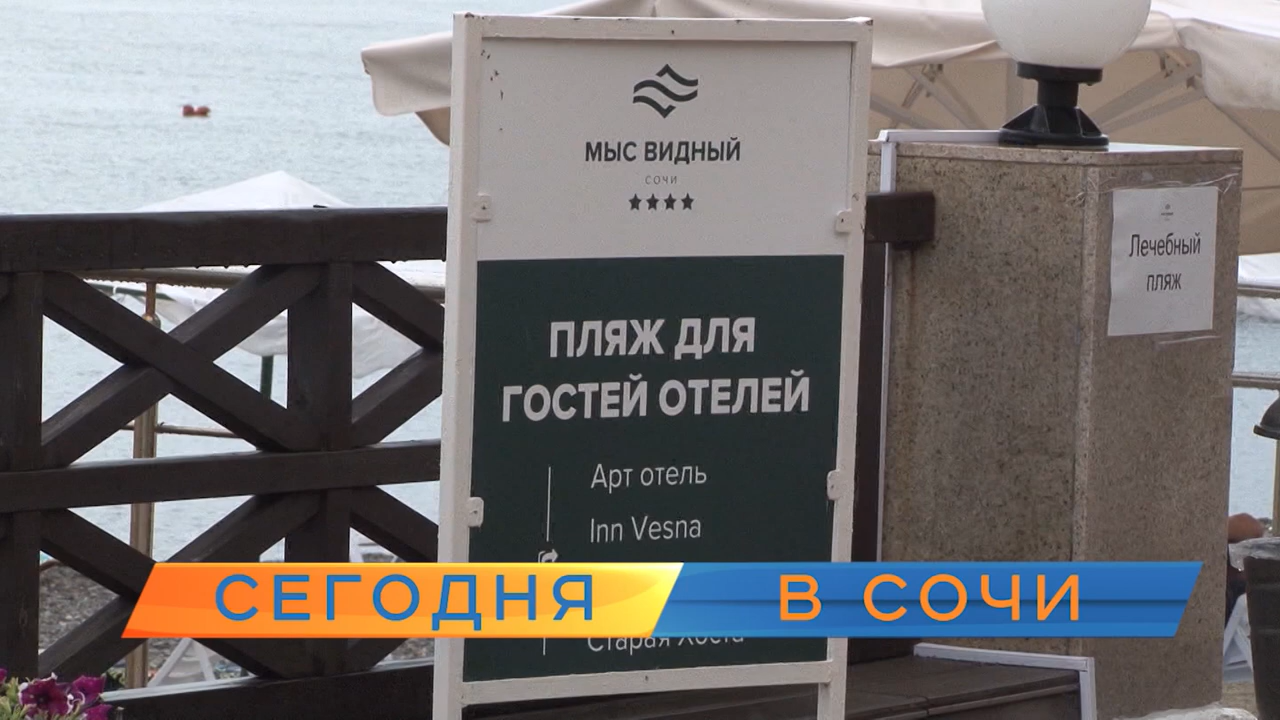 МЫС ВИДНЫЙ
СОЧИ
ПЛЯЖ ДЛЯ
ГОСТЕЙ ОТЕЛЕЙ
Арт отель
Inn Vesna
Старая Хоста
Лечебный
пляж
СЕГОДНЯ В СОЧИ